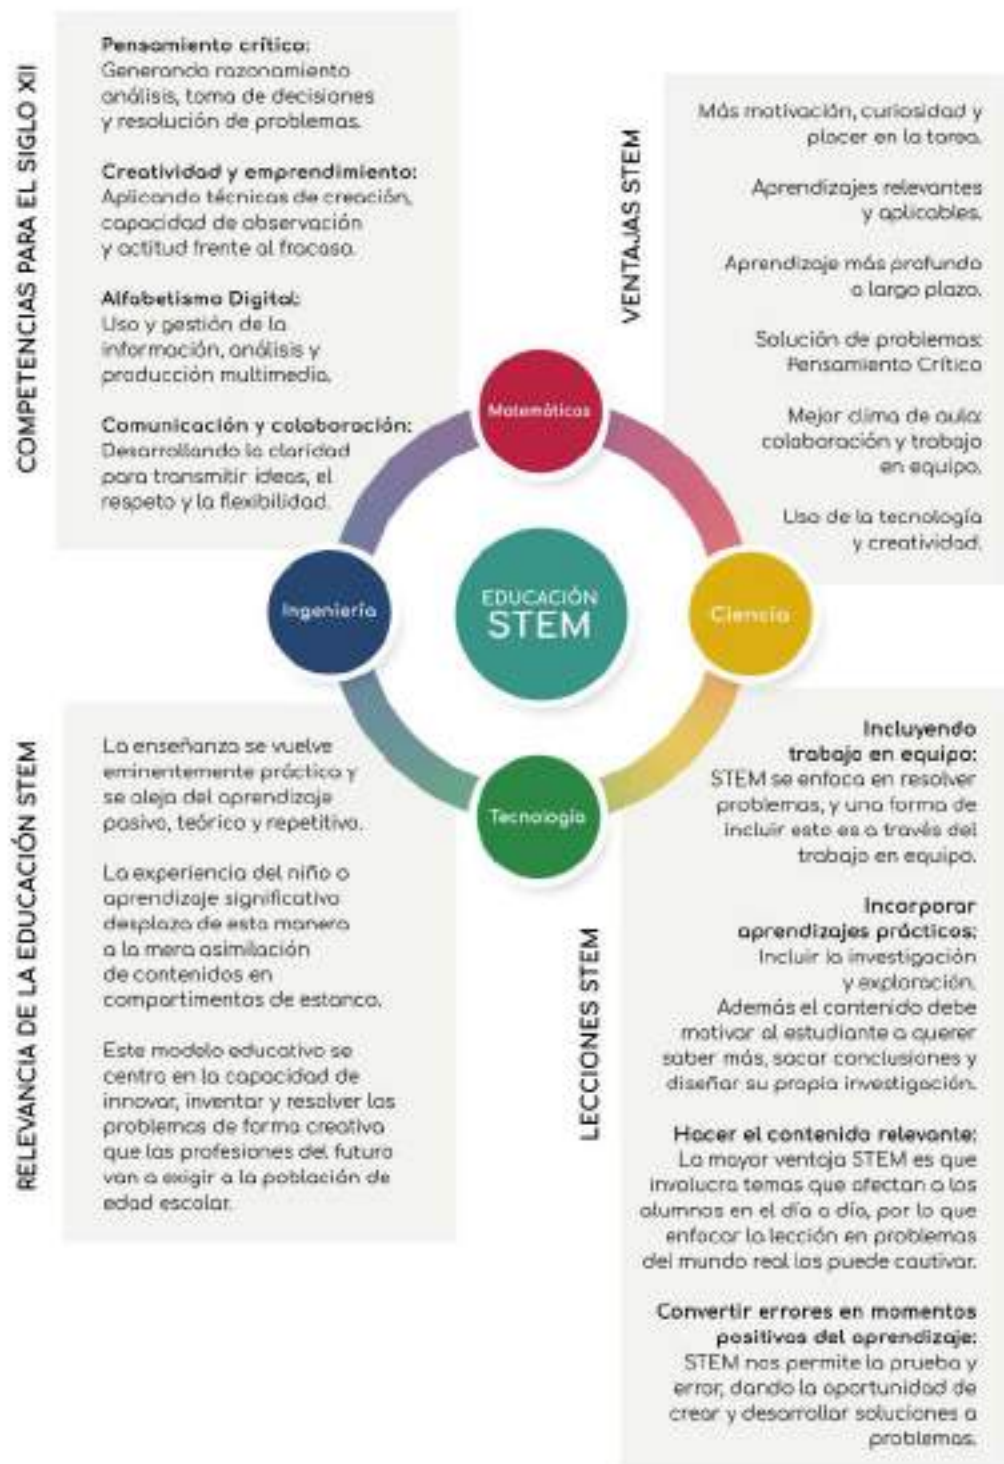 COMPETENCIAS PARA EL SIGLO XII
Pensamiento crítico:
Generando razonamiento
análisis, toma de decisiones
y resolución de problemas.
Creatividad y emprendimiento:
Aplicando técnicas de creación,
capacidad de observación
y actitud frente al fracaso.
Alfabetismo Digital:
Uso y gestión de la
información, análisis y
producción multimedia.
Comunicación y colaboración:
Desarrollando la claridad
para transmitir ideas, el
respeto y la flexibilidad.
VENTAJAS STEM
Más motivación, curiosidad y
placer en la tarea.
Aprendizajes relevantes
y aplicables.
Aprendizaje más profundo
a largo plazo.
Solución de problemas:
Pensamiento Crítico
Mejor clima de aula:
colaboración y trabajo
en equipo.
Uso de la tecnología
y creatividad.
Matemáticas
Ingeniería
EDUCACIÓN
STEM
Ciencia
Tecnología
RELEVANCIA DE LA EDUCACIÓN STEM
La enseñanza se vuelve
eminentemente práctica y
se aleja del aprendizaje
pasivo, teórico y repetitivo.
La experiencia del niño o
aprendizaje significativo
desplaza de esta manera
a la mera asimilación
de contenidos en
compartimentos de estanco.
Este modelo educativo se
centra en la capacidad de
innovar, inventar y resolver los
problemas de forma creativa
que las profesiones del futuro
van a exigir a la población de
edad escolar.
LECCIONES STEM
Incluyendo
trabajo en equipo:
STEM se enfoca en resolver
problemas, y una forma de
incluir esto es a través del
trabajo en equipo.
Incorporar
aprendizajes prácticos:
Incluir la investigación
y exploración.
Además el contenido debe
motivar al estudiante a querer
saber más, sacar conclusiones y
diseñar su propia investigación.
Hacer el contenido relevante:
La mayor ventaja STEM es que
involucra temas que afectan a los
alumnos en el día a día, por lo que
enfocar la lección en problemas
del mundo real los puede cautivar.
Convertir errores en momentos
positivos del aprendizaje:
STEM nos permite la prueba y
error, dando la oportunidad de
crear y desarrollar soluciones a
problemas.